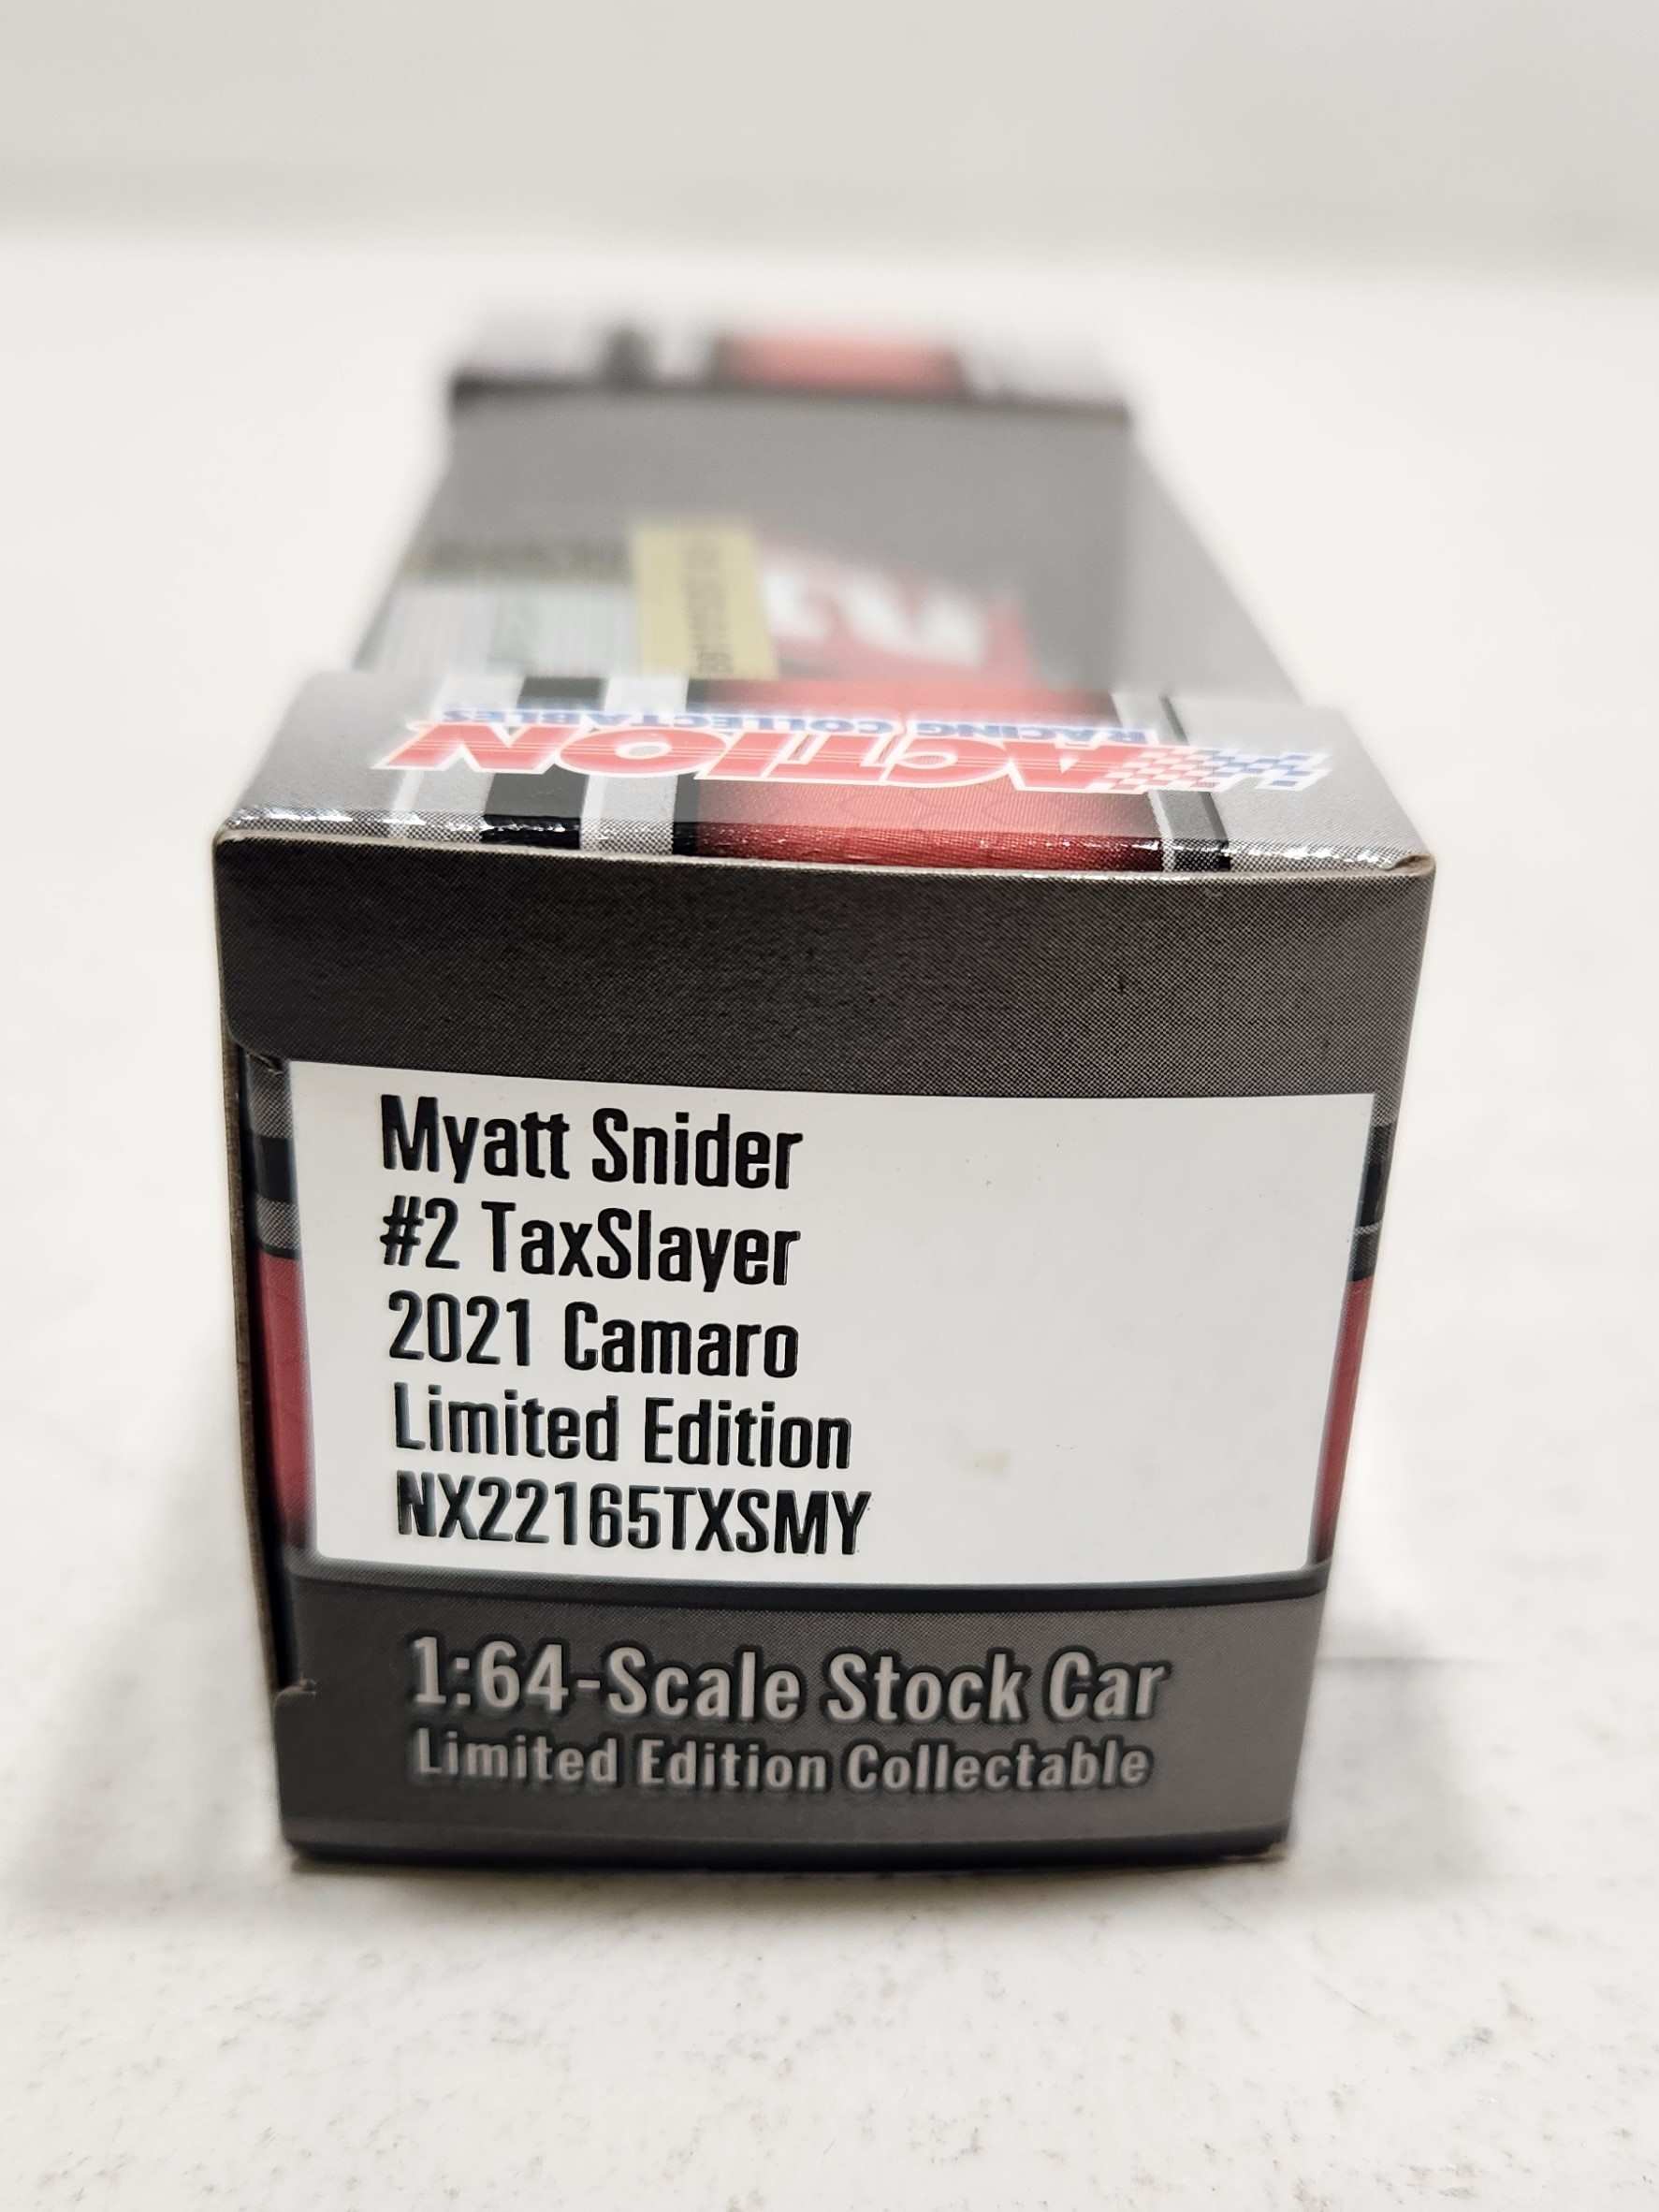 ACTION
RACING COLLECTABLES
Myatt Snider
#2 TaxSlayer
2021 Camaro
Limited Edition
NX22165TXSMY
1:64-Scale Stock Car
Limited Edition Collectable